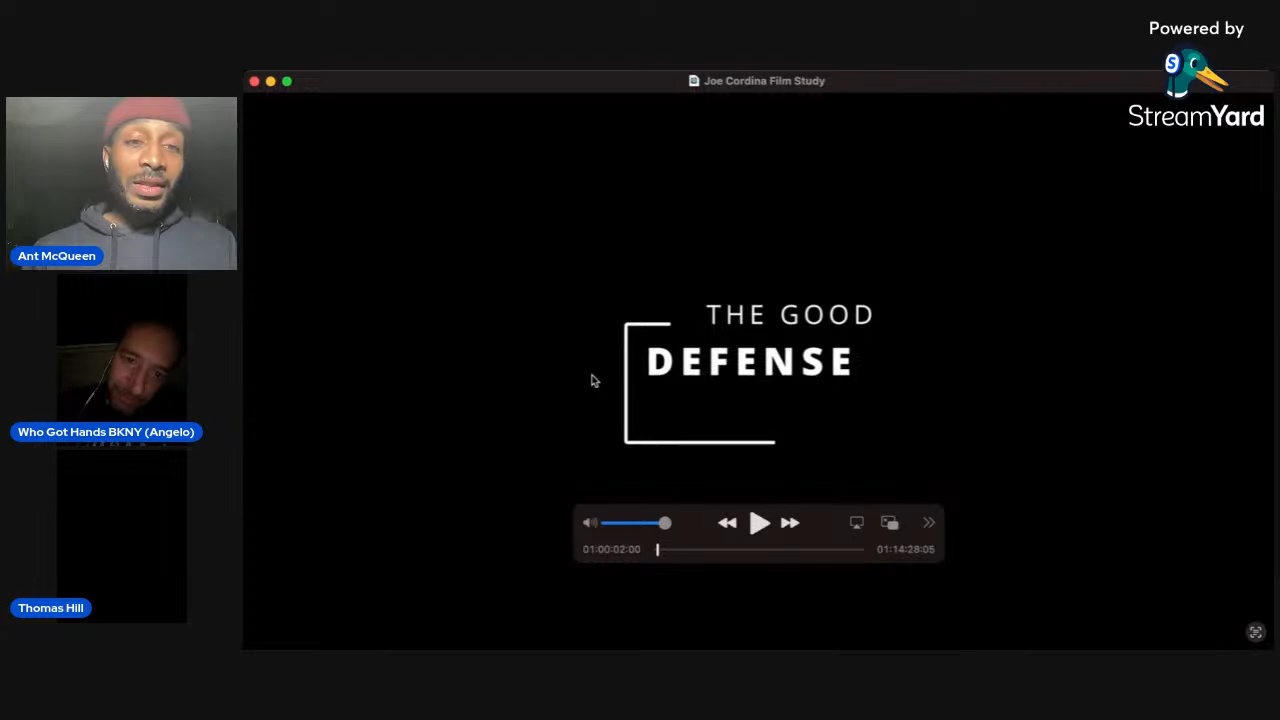 Powered by
StreamYard
Joe Cordina Film Study
Ant McQueen
Who Got Hands BKNY (Angelo)
Thomas Hill
THE GOOD
DEFENSE
01:00:02:00
01:14:28:05